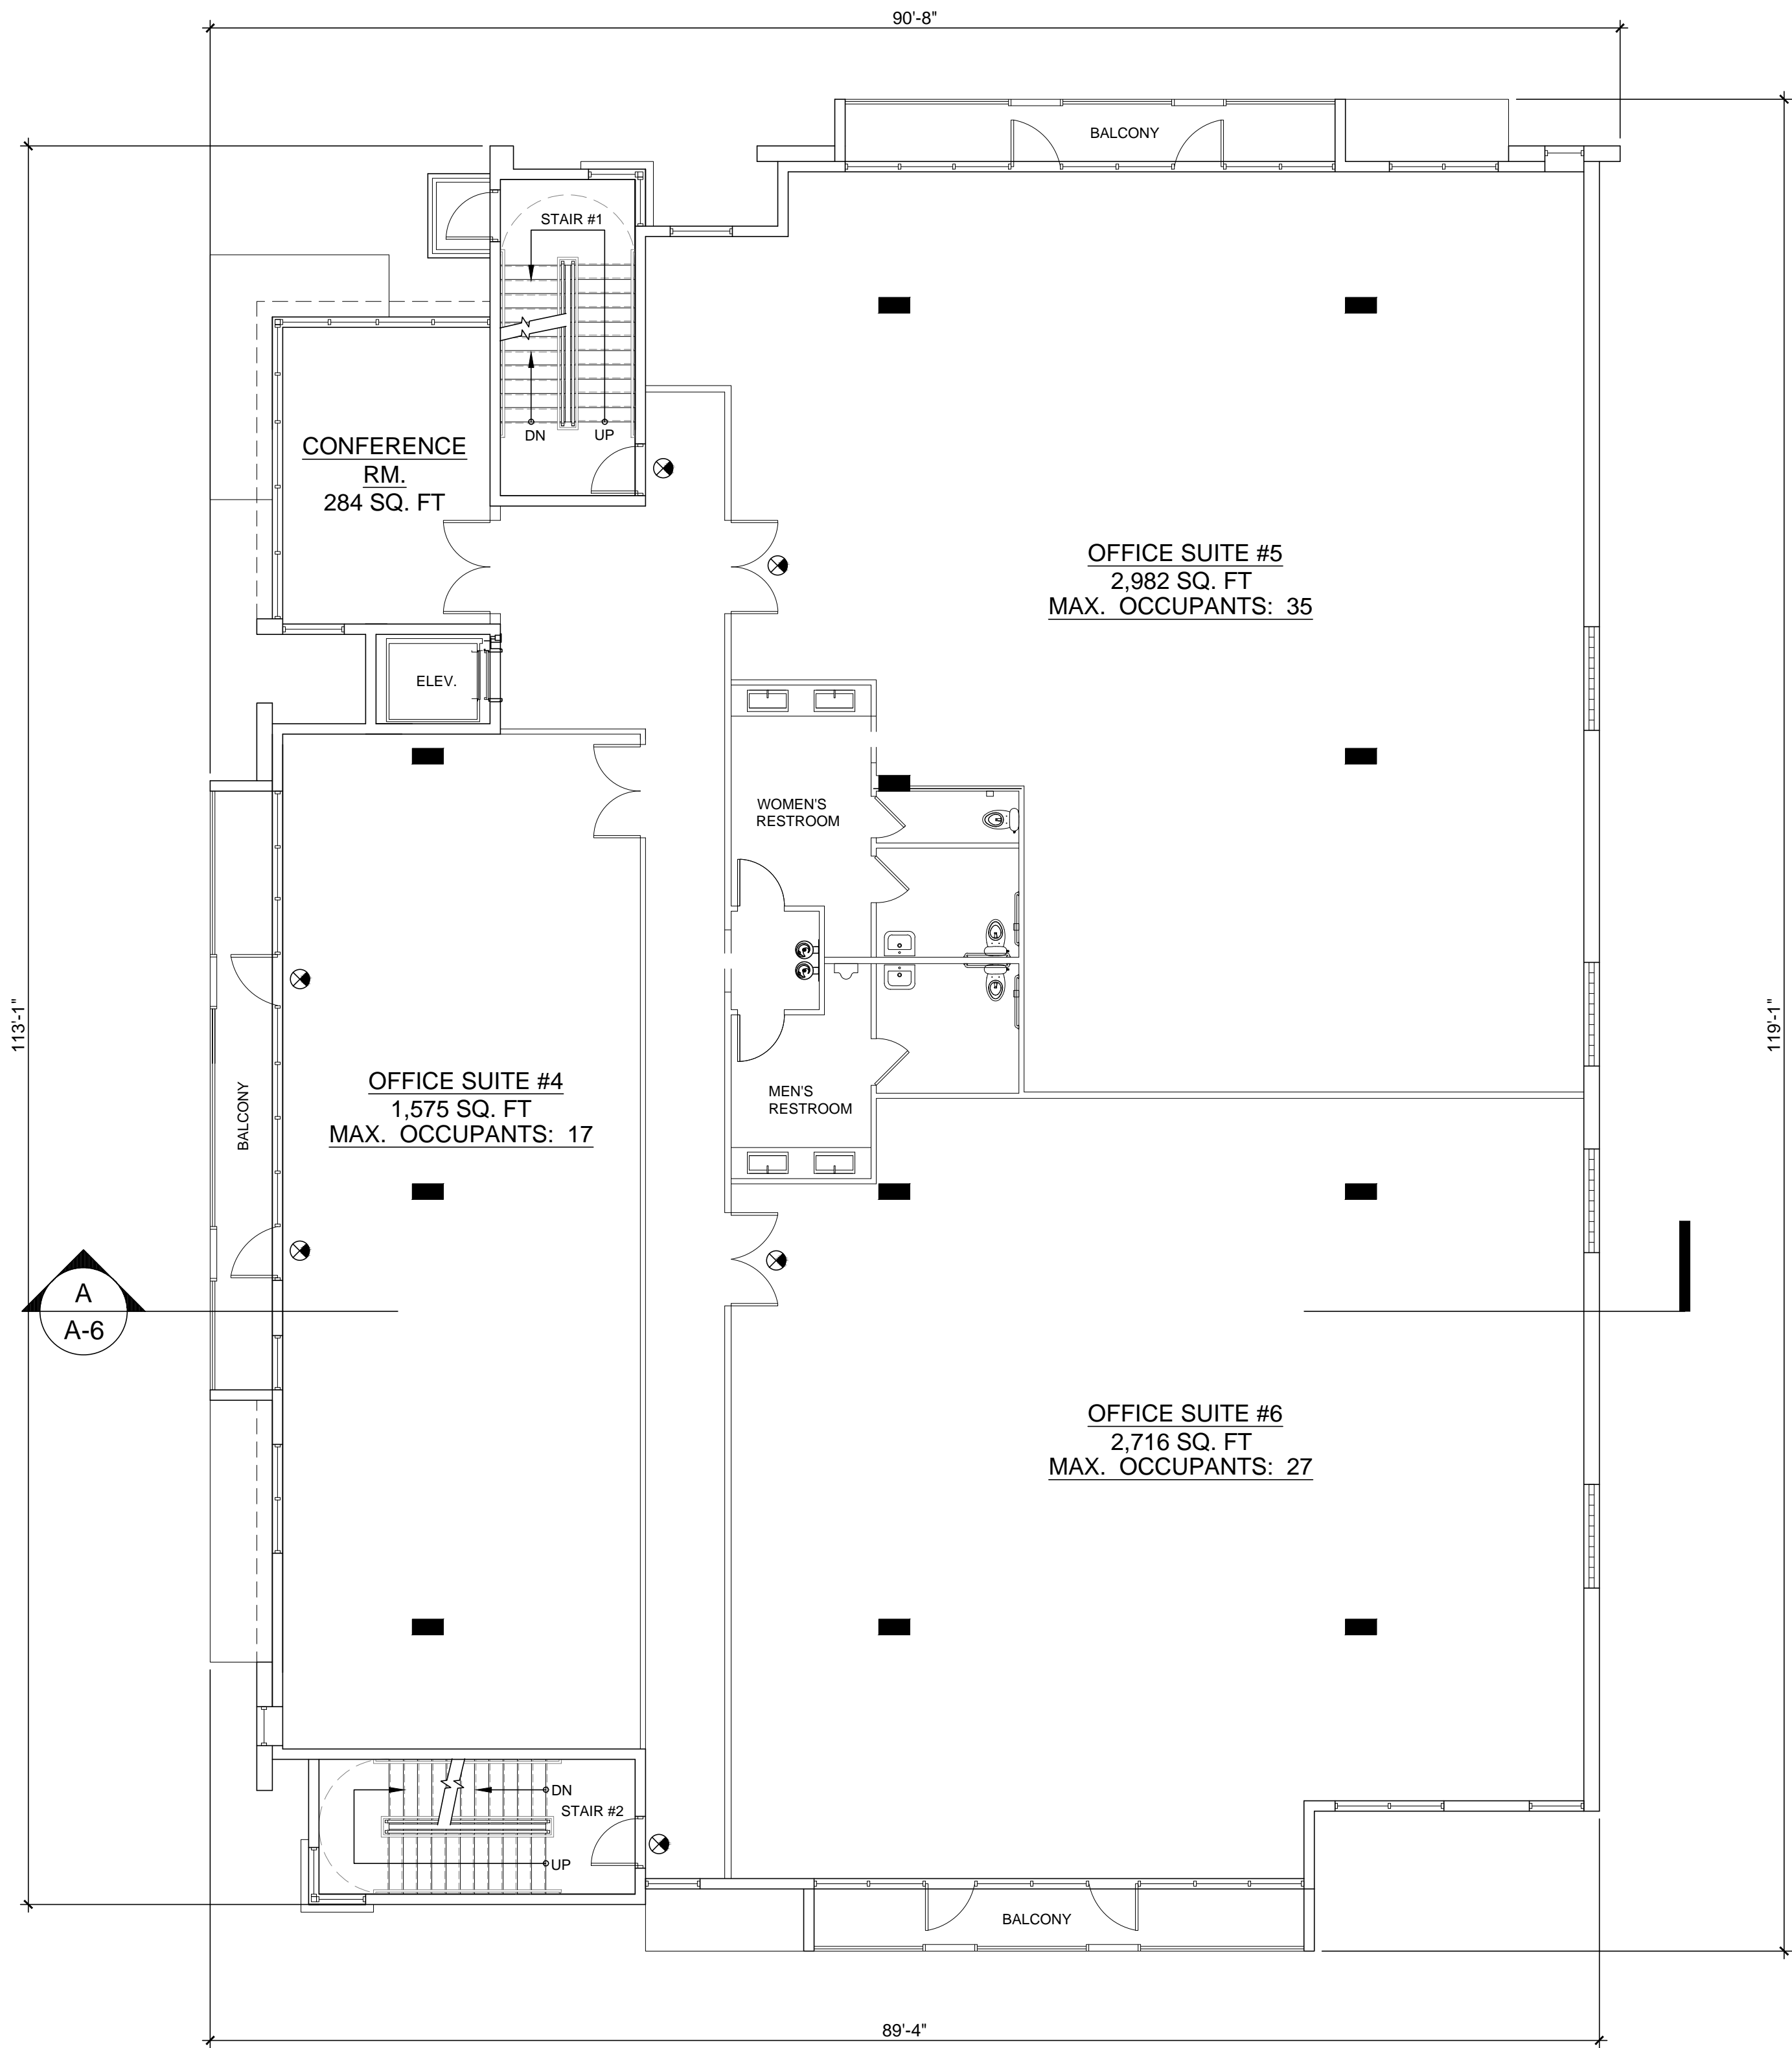 90'-8"
BALCONY
STAIR #1
DN
UP
CONFERENCE
RM.
284 SQ. FT
OFFICE SUITE #5
2,982 SQ. FT
MAX. OCCUPANTS: 35
ELEV.
WOMEN'S
RESTROOM
113'-1"
119'-1"
OFFICE SUITE #4
1,575 SQ. FT
MAX. OCCUPANTS: 17
BALCONY
MEN'S
RESTROOM
A
A-6
OFFICE SUITE #6
2,716 SQ. FT
MAX. OCCUPANTS: 27
DN
STAIR #2
UP
BALCONY
89'-4"